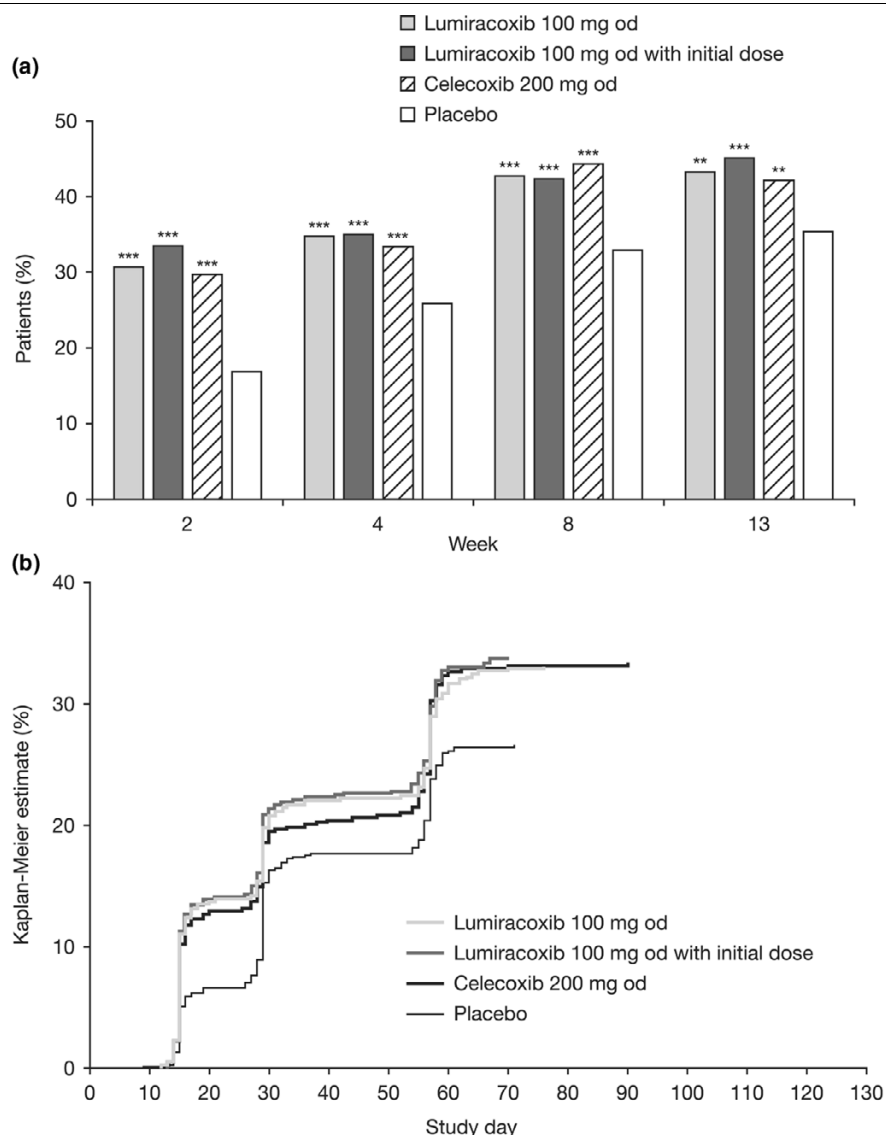 Lumiracoxib 100 mg od
(a)
Lumiracoxib 100 mg od with initial dose
Celecoxib 200 mg od
Placebo
50
40
30
20
10
0
Patients (%)
*** *** ***
*** *** ***
*** *** ***
** *** **
2 4 8 13
Week
(b)
40
30
20
10
0
Kaplan-Meier estimate (%)
Lumiracoxib 100 mg od
Lumiracoxib 100 mg od with initial dose
Celecoxib 200 mg od
Placebo
0 10 20 30 40 50 60 70 80 90 100 110 120 130
Study day